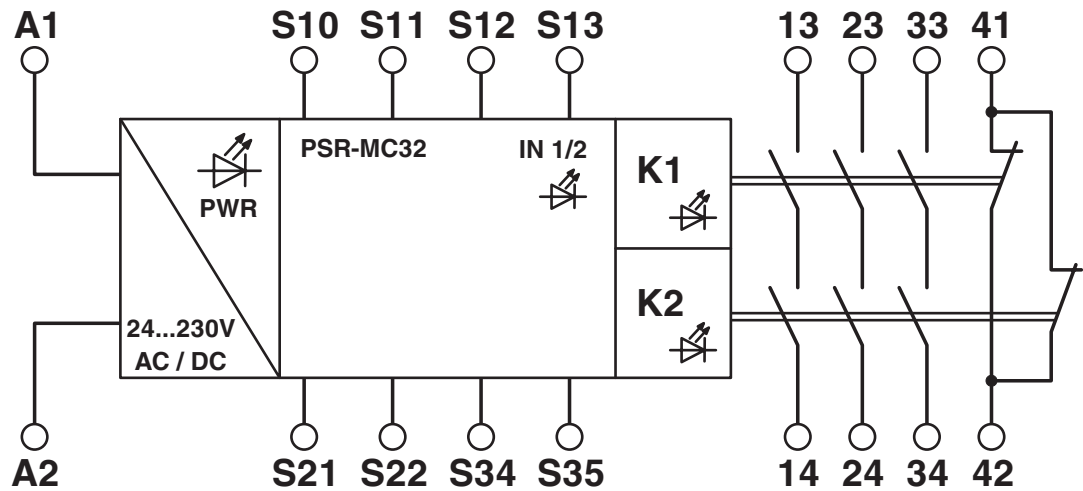 A1 S10 S11 S12 S13 13 23 33 41
PSR-MC32 IN 1/2
K1
PWR
K2
24...230V
AC / DC
A2 S21 S22 S34 S35 14 24 34 42